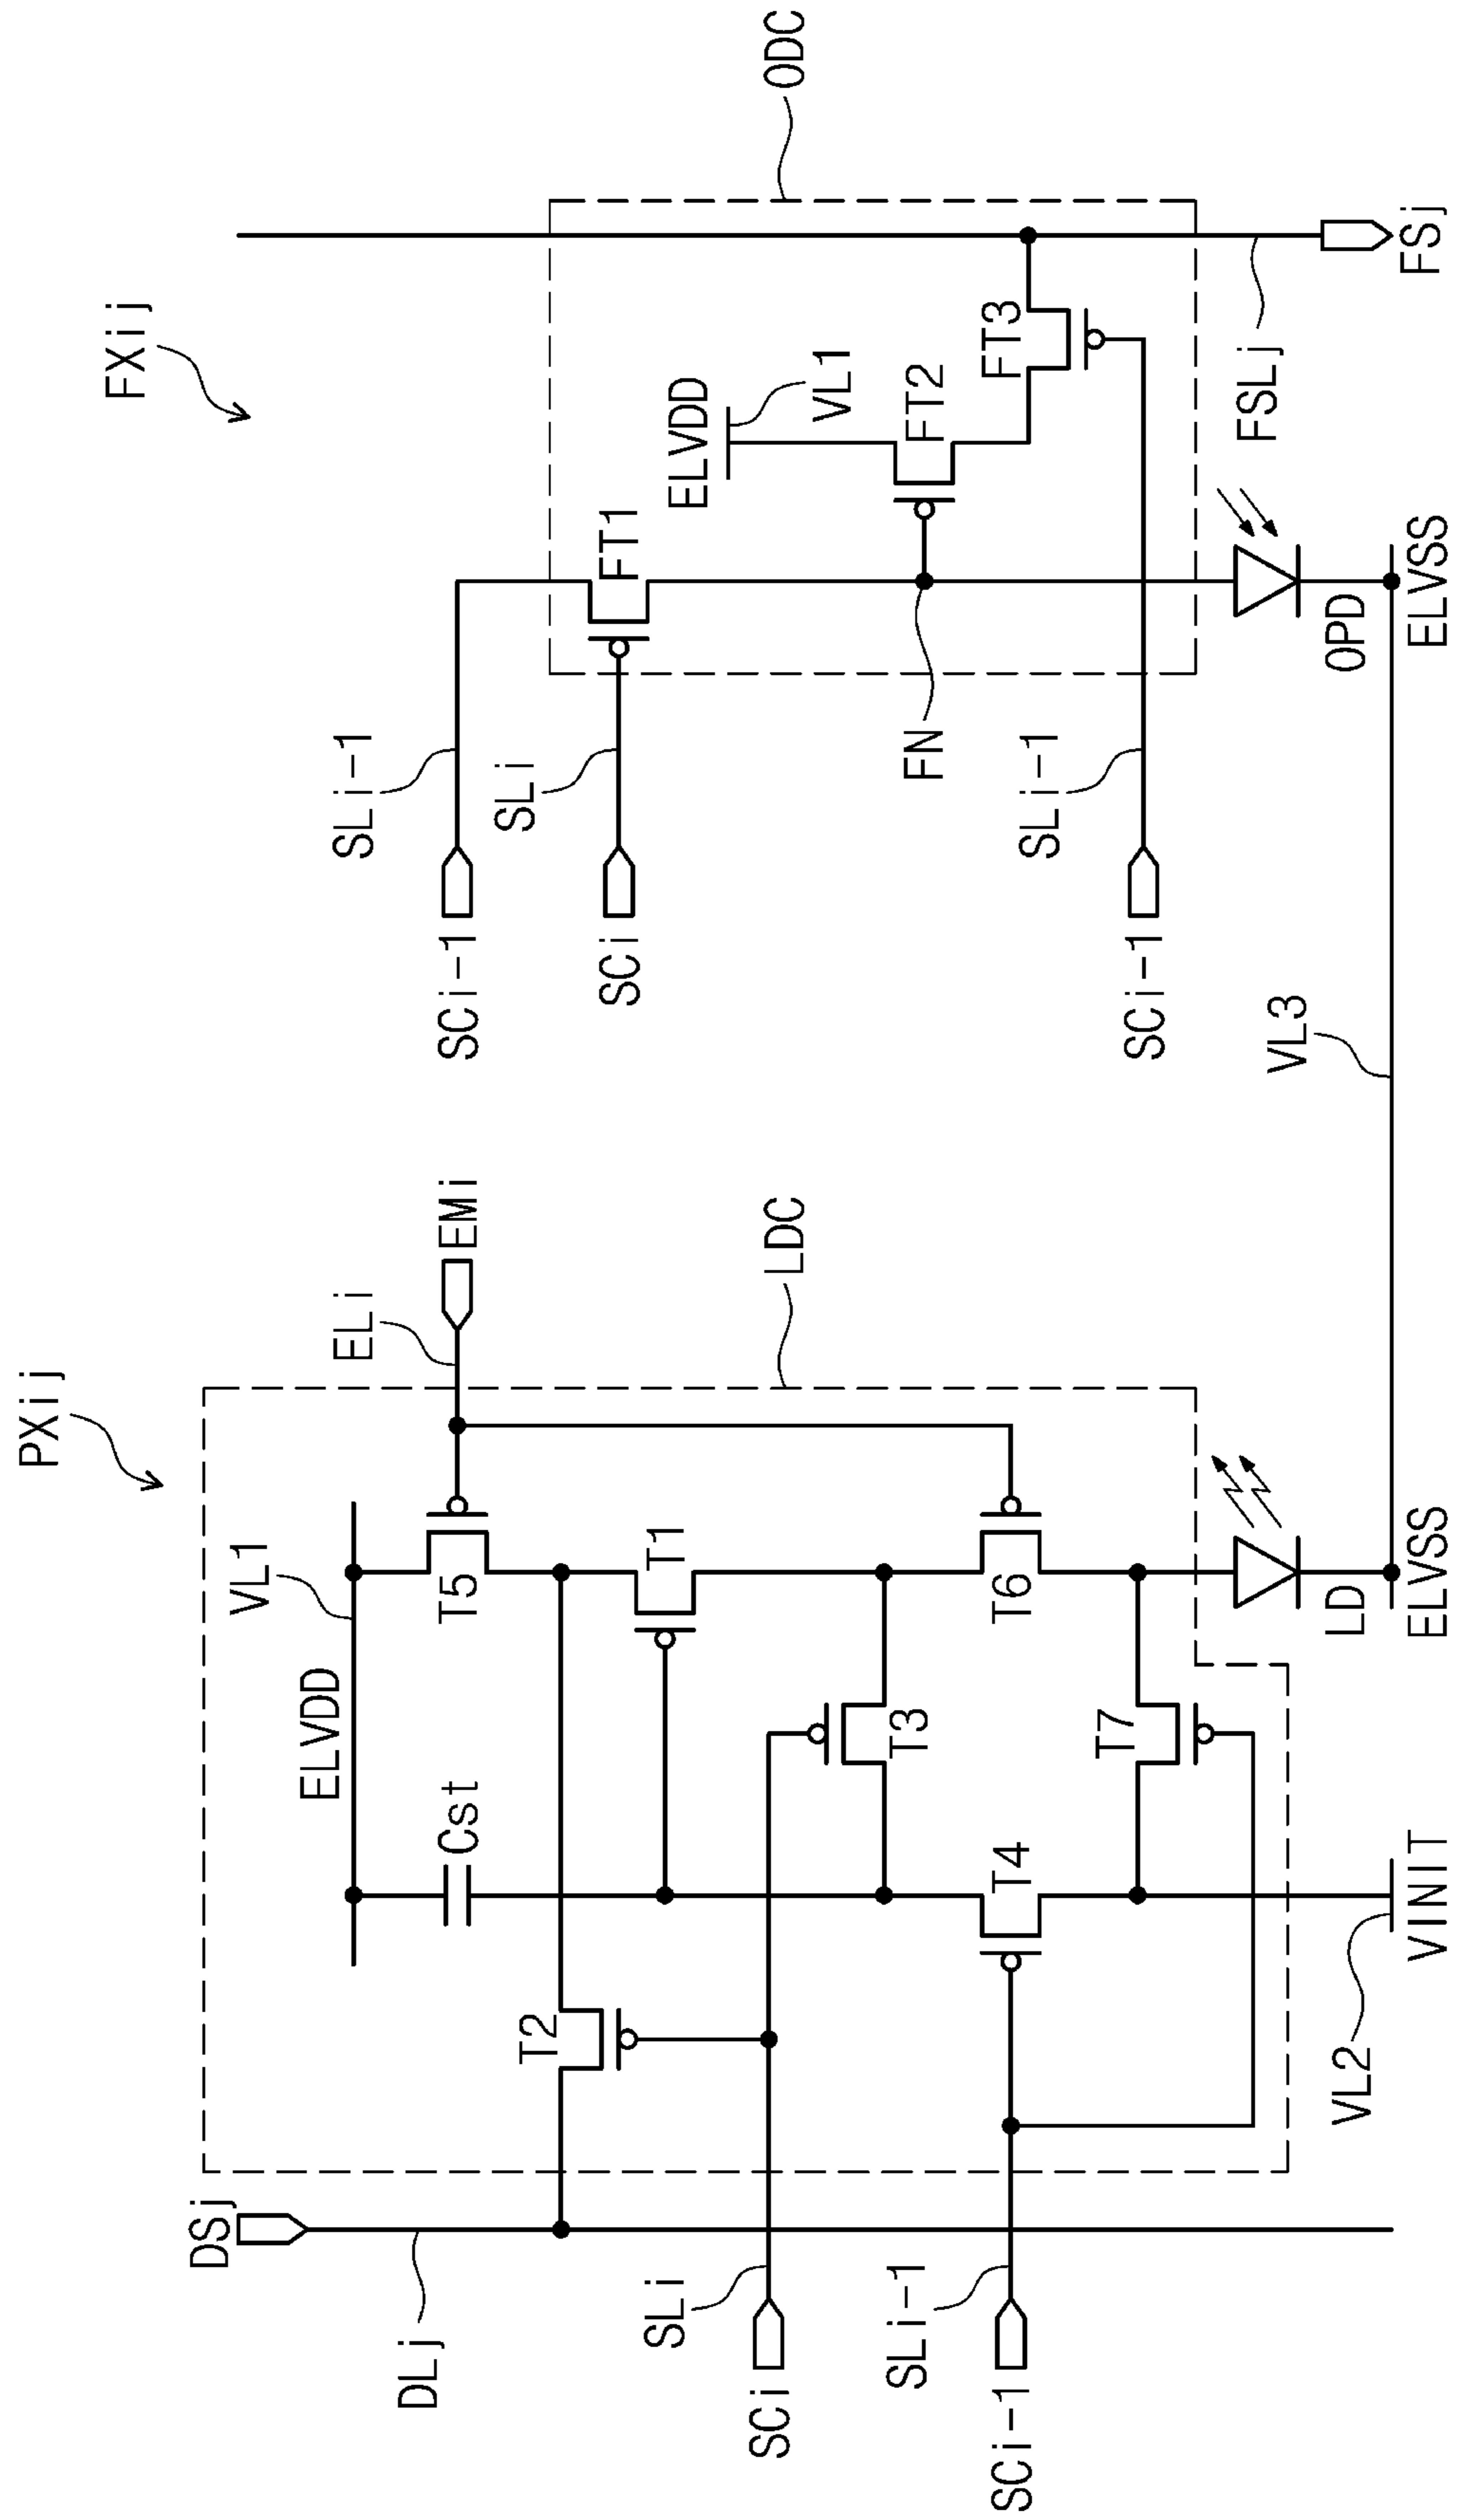 PXij
FXij
DSj
VL1
ELi
EMi
SLi-1
SCi-1
ODC
ELVDD
DLj
Cst
T5
T2
T1
SLi
SCi
FT1
ELVDD
VL1
LDC
SLi
SCi
T3
FT2
FN
FT3
SLi-1
SCi-1
T4
T6
T7
SLi-1
SCi-1
FSLj
VL3
VL2
LD
OPD
VINIT
ELVSS
ELVSS
FSj